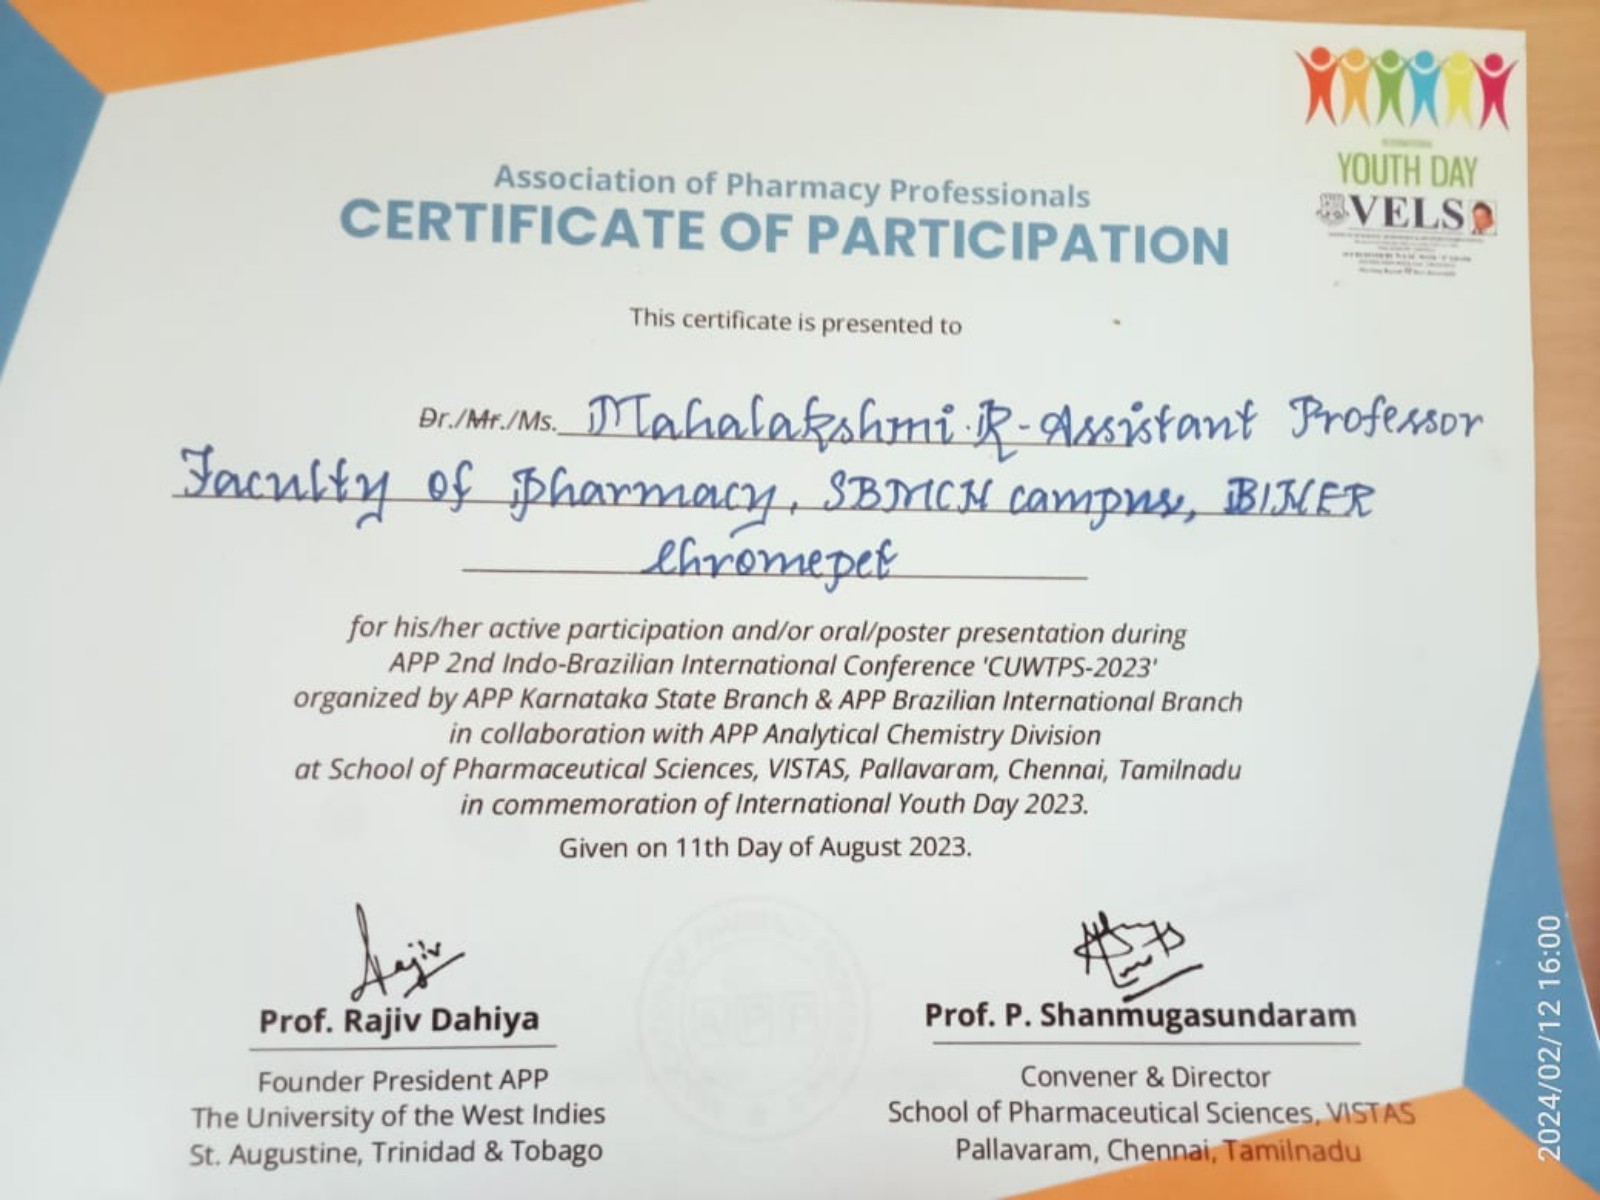 YOUTH DAY
VELS
Association of Pharmacy Professionals
CERTIFICATE OF PARTICIPATION
This certificate is presented to
Dr./Mr./Ms. Mahalakshmi.R-Assistant Professor
Faculty of Pharmacy, SBMCH campus, BIHER
Chromepet
for his/her active participation and/or oral/poster presentation during
APP 2nd Indo-Brazilian International Conference 'CUWTPS-2023'
organized by APP Karnataka State Branch & APP Brazilian International Branch
in collaboration with APP Analytical Chemistry Division
at School of Pharmaceutical Sciences, VISTAS, Pallavaram, Chennai, Tamilnadu
in commemoration of International Youth Day 2023.
Given on 11th Day of August 2023.
Rajiv
Prof. Rajiv Dahiya
Founder President APP
The University of the West Indies
St. Augustine, Trinidad & Tobago
APP
Prof. P. Shanmugasundaram
Convener & Director
School of Pharmaceutical Sciences, VISTAS
Pallavaram, Chennai, Tamilnadu
2024/02/12 16:00